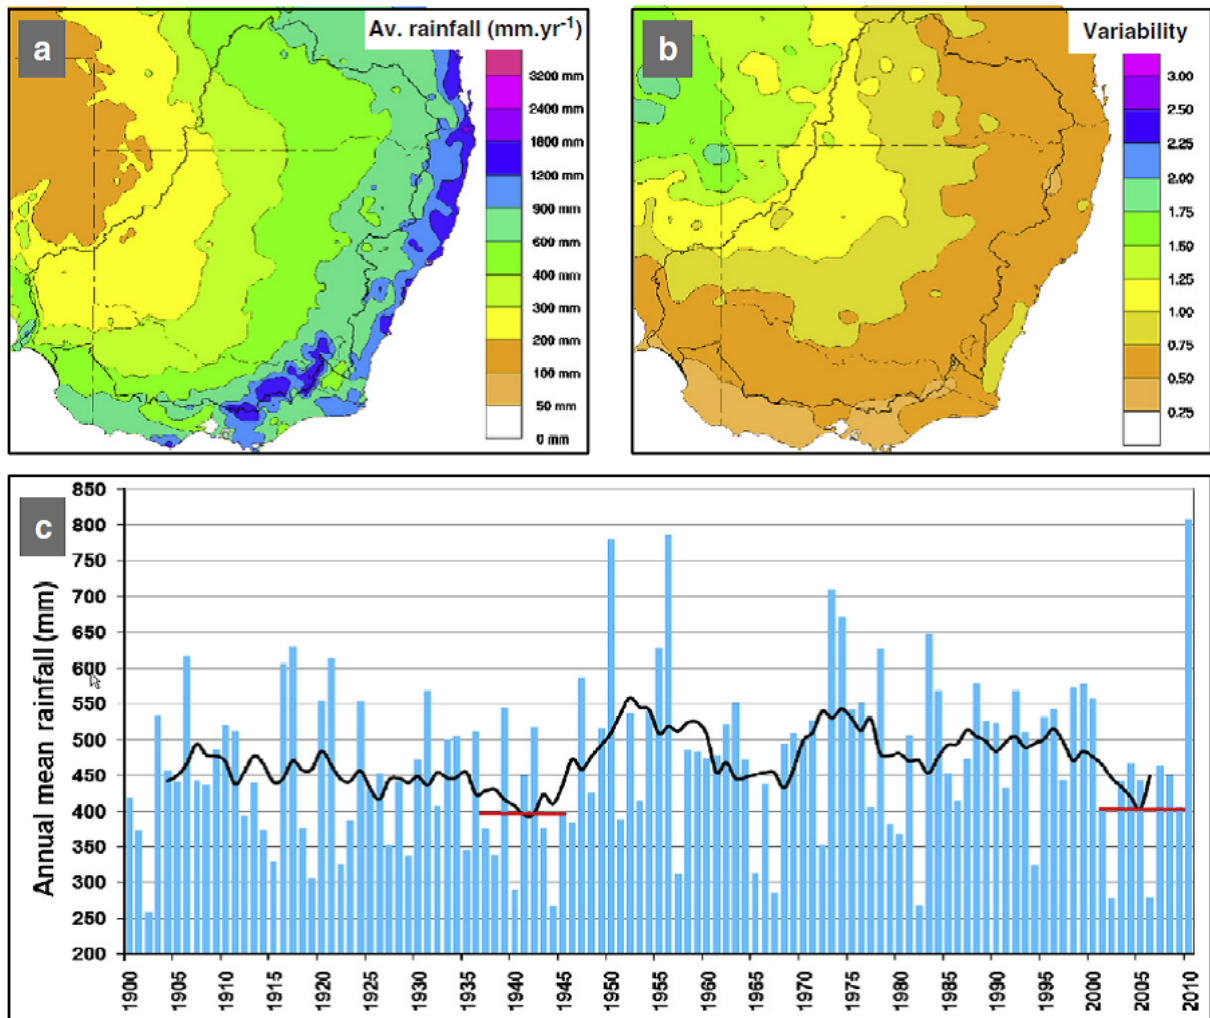 a
Av. rainfall (mm.yr⁻¹)
3200 mm
2400 mm
1800 mm
1200 mm
900 mm
600 mm
400 mm
300 mm
200 mm
100 mm
50 mm
0 mm
b
Variability
3.00
2.50
2.25
2.00
1.75
1.50
1.25
1.00
0.75
0.50
0.25
c
Annual mean rainfall (mm)
850
800
750
700
650
600
550
500
450
400
350
300
250
200
1900
1905
1910
1915
1920
1925
1930
1935
1940
1945
1950
1955
1960
1965
1970
1975
1980
1985
1990
1995
2000
2005
2010